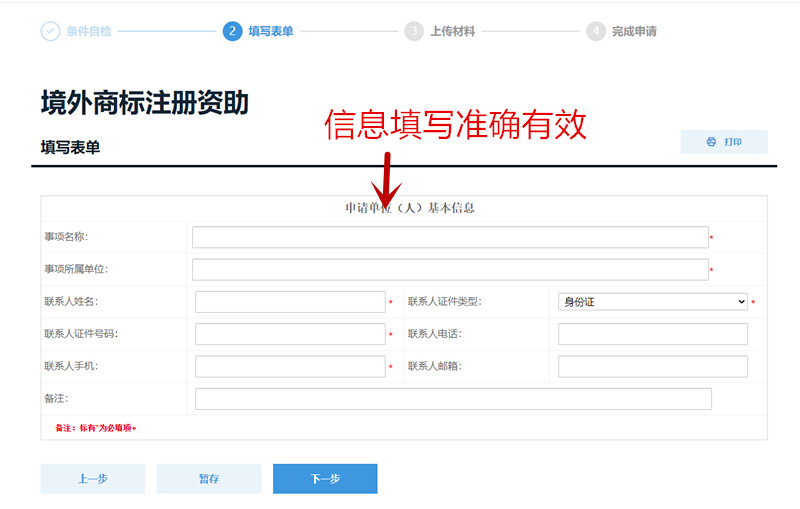 条件自检 2 填写表单 3 上传材料 4 完成申请
境外商标注册资助
信息填写准确有效
填写表单 打印
申请单位（人）基本信息
事项名称： *
事项所属单位： *
联系人姓名： * 联系人证件类型： 身份证 *
联系人证件号码： * 联系人电话：
联系人手机： * 联系人邮箱：
备注：
备注：标有*为必填项。
上一步 暂存 下一步